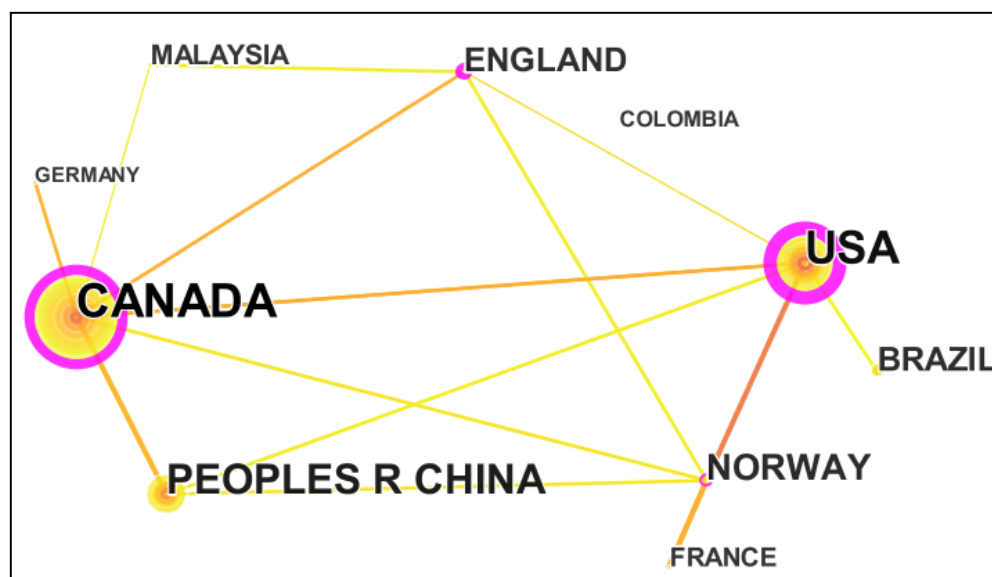 MALAYSIA
ENGLAND
COLOMBIA
GERMANY
USA
CANADA
BRAZIL
NORWAY
PEOPLES R CHINA
FRANCE